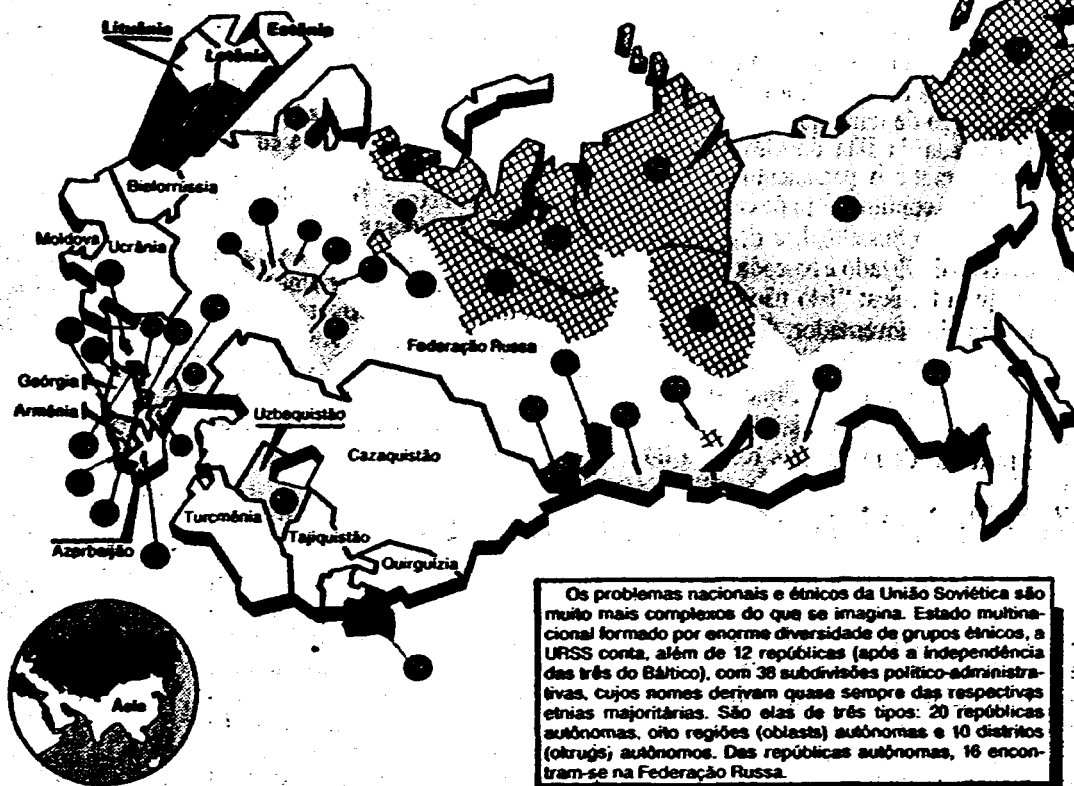 Lituânia
Estônia
Letônia
Bielorrússia
Moldova
Ucrânia
Federação Russa
Geórgia
Armênia
Uzbequistão
Cazaquistão
Turcmênia
Tajiquistão
Azerbaijão
Quirguízia
Ásia
Os problemas nacionais e étnicos da União Soviética são
muito mais complexos do que se imagina. Estado multina-
cional formado por enorme diversidade de grupos étnicos, a
URSS conta, além de 12 repúblicas (após a independência
das três do Báltico), com 38 subdivisões político-administra-
tivas, cujos nomes derivam quase sempre das respectivas
etnias majoritárias. São elas de três tipos: 20 repúblicas
autônomas, oito regiões (oblasts) autônomas e 10 distritos
(okrugs) autônomos. Das repúblicas autônomas, 16 encon-
tram-se na Federação Russa.